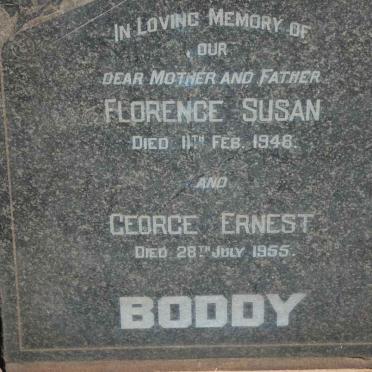 In Loving Memory of
our
dear Mother and Father
Florence Susan
Died 11th Feb. 1948.
and
George Ernest
Died 28th July 1955.
BODDY